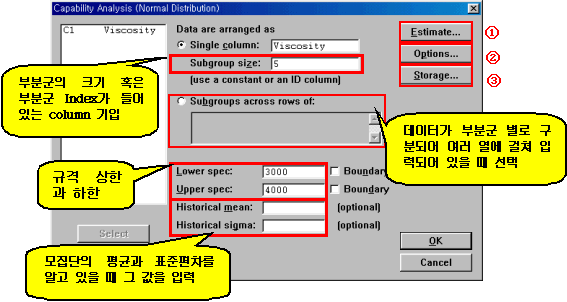 Capability Analysis (Normal Distribution)
C1 Viscosity
Data are arranged as
Single column: Viscosity
Subgroup size: 5
(use a constant or an ID column)
Subgroups across rows of:
Lower spec: 3000 Boundary
Upper spec: 4000 Boundary
Historical mean: (optional)
Historical sigma: (optional)
Select
Estimate...
Options...
Storage...
OK
Cancel
①
②
③
부분군의 크기 혹은
부분군 Index가 들어
있는 column 기입
데이터가 부분군 별로 구
분되어 여러 열에 걸쳐 입
력되어 있을 때 선택
규격 상한
과 하한
모집단의 평균과 표준편차를
알고 있을 때 그 값을 입력